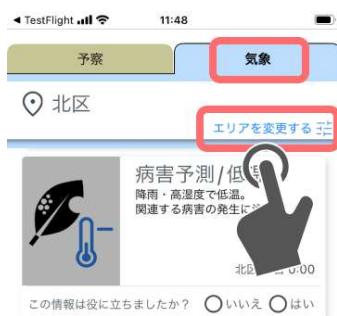 ◀ TestFlight 11:48
予察 気象
北区
エリアを変更する
病害予測/低
降雨・高湿度で低温。
関連する病害の発生に
北区 0:00
この情報は役に立ちましたか? いいえ はい